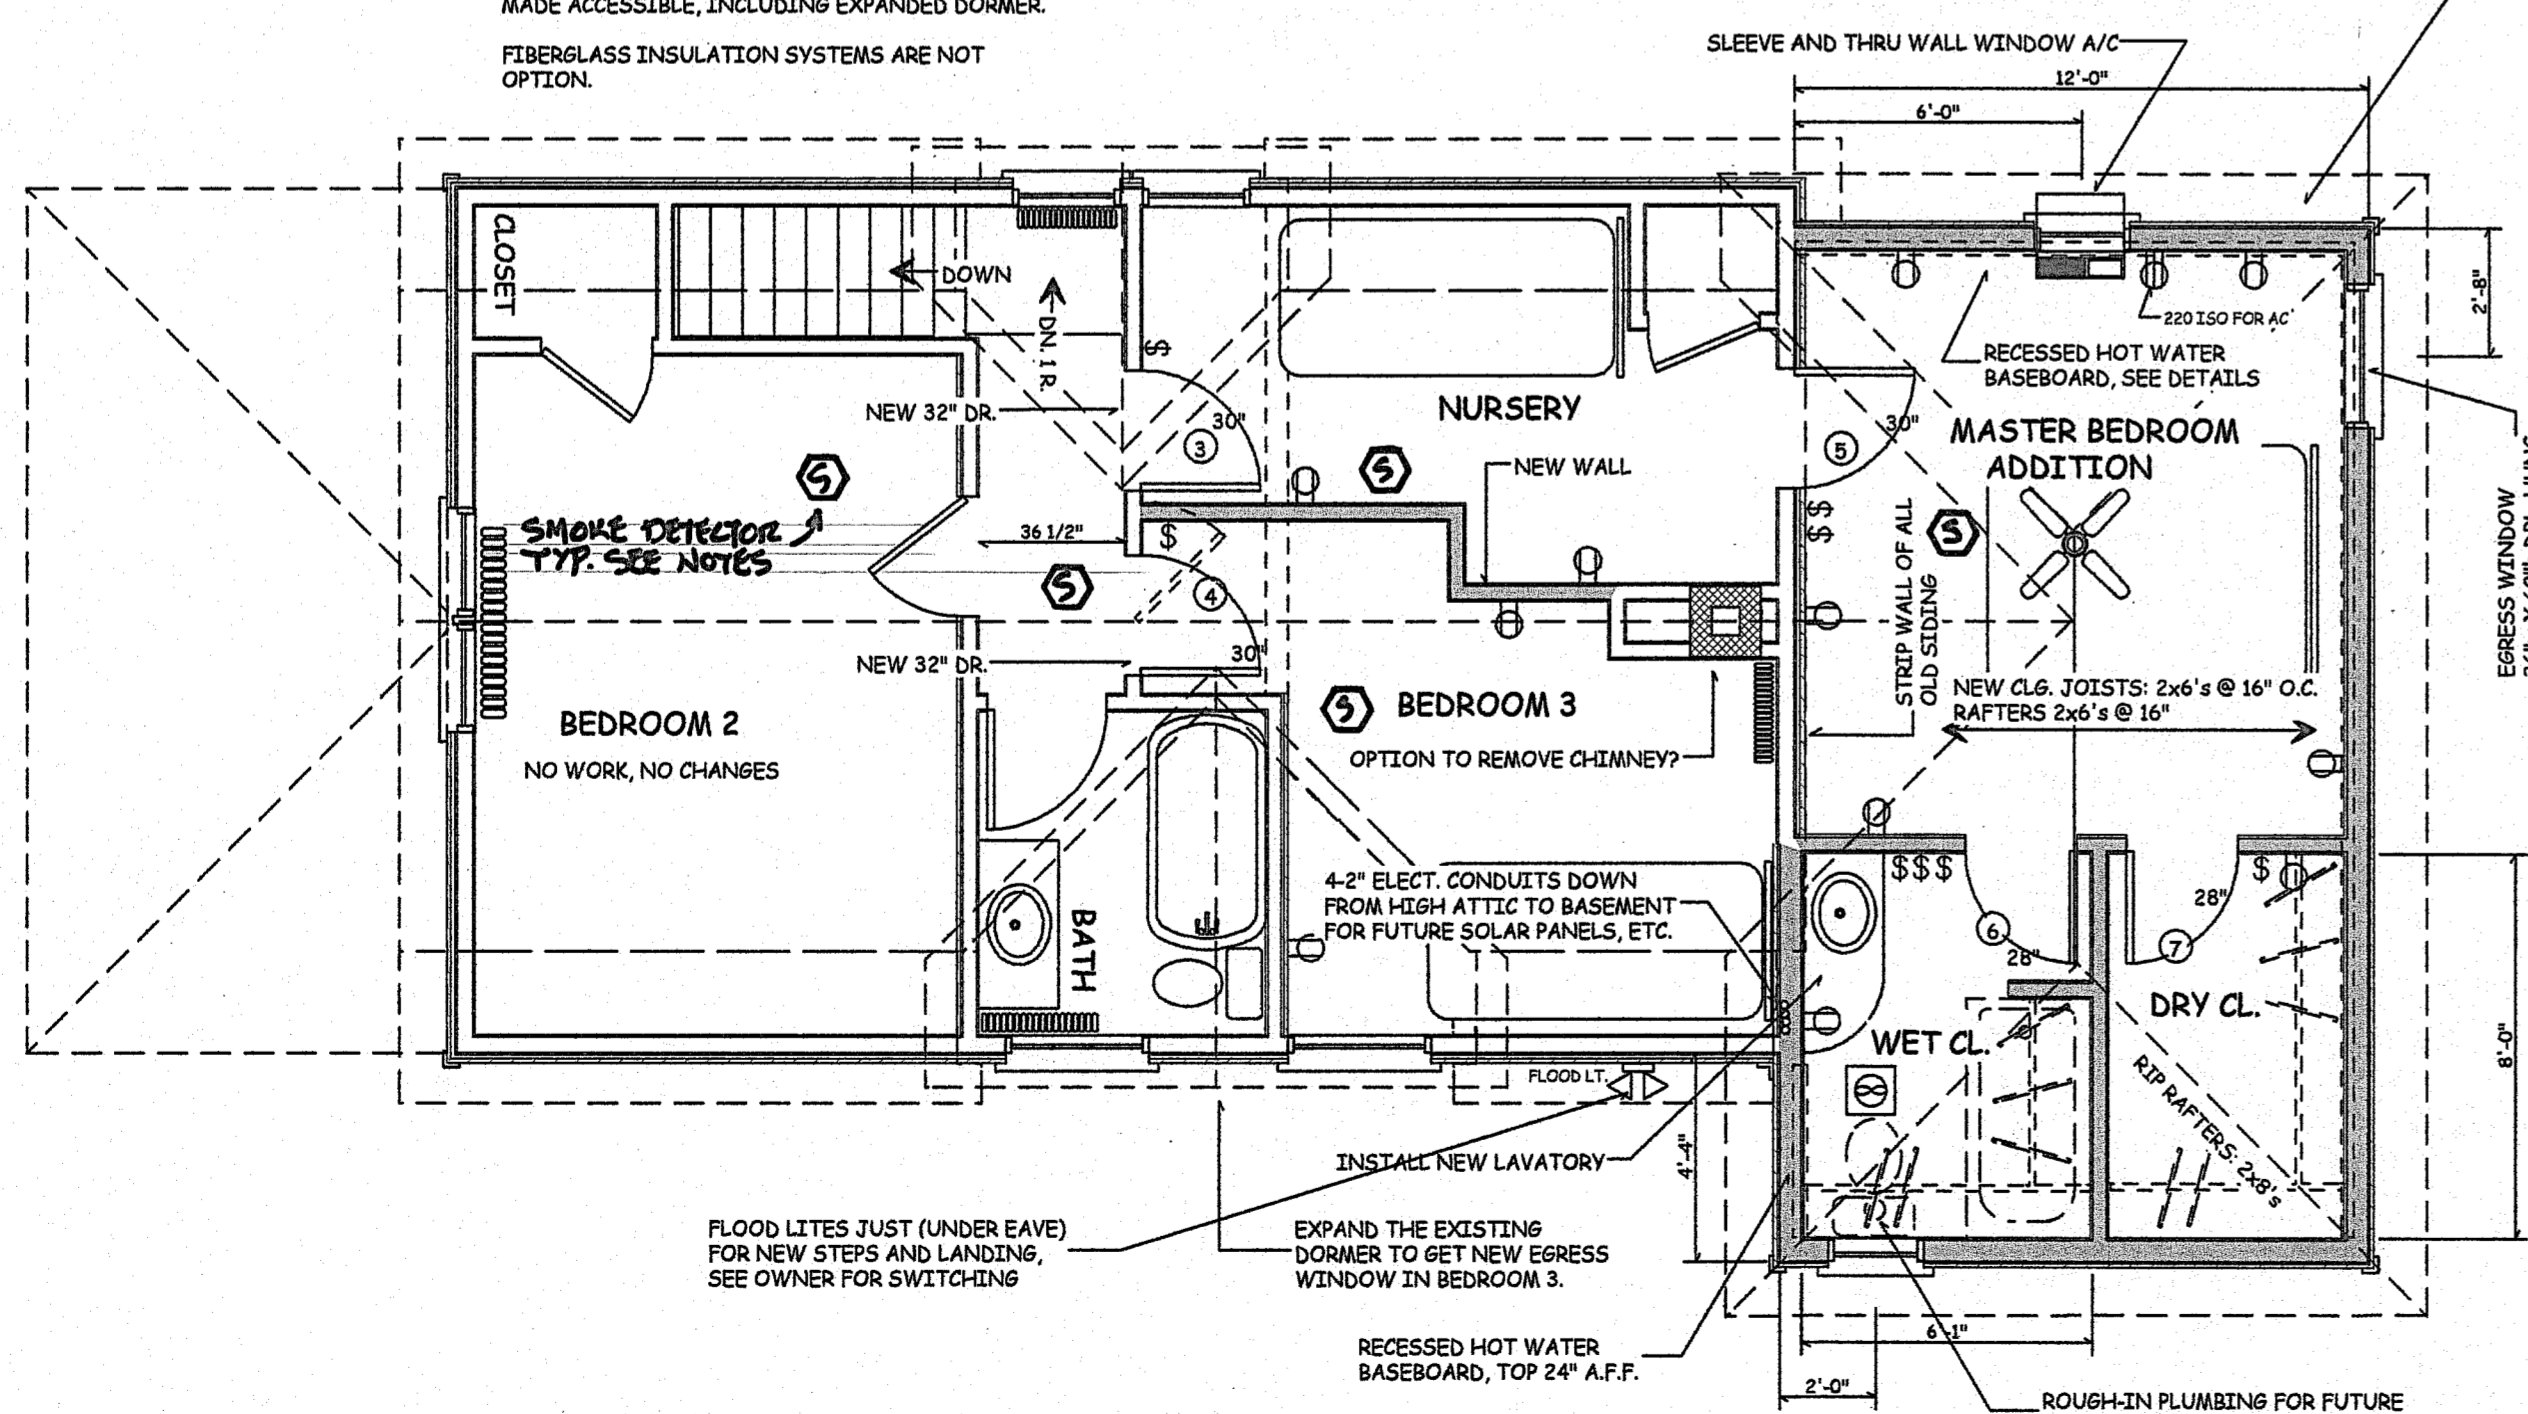 MADE ACCESSIBLE, INCLUDING EXPANDED DORMER.
FIBERGLASS INSULATION SYSTEMS ARE NOT
OPTION.
SLEEVE AND THRU WALL WINDOW A/C
12'-0"
6'-0"
CLOSET
DOWN
DN. 1 R.
$
220 ISO FOR AC
2'-8"
RECESSED HOT WATER
BASEBOARD, SEE DETAILS
NEW 32" DR.
30"
3
NURSERY
5
30"
MASTER BEDROOM
ADDITION
S
S
NEW WALL
SMOKE DETECTOR
TYP. SEE NOTES
36 1/2"
$
S
4
30"
$$
S
STRIP WALL OF ALL
OLD SIDING
EGRESS WINDOW
NEW 32" DR.
BEDROOM 2
NO WORK, NO CHANGES
S
BEDROOM 3
OPTION TO REMOVE CHIMNEY?
NEW CLG. JOISTS: 2x6's @ 16" O.C.
RAFTERS 2x6's @ 16"
4-2" ELECT. CONDUITS DOWN
FROM HIGH ATTIC TO BASEMENT
FOR FUTURE SOLAR PANELS, ETC.
BATH
$$$
$
28"
6
28"
7
WET CL.
DRY CL.
RIP RAFTERS: 2x8's
8'-0"
FLOOD LT.
4'-4"
INSTALL NEW LAVATORY
FLOOD LITES JUST (UNDER EAVE)
FOR NEW STEPS AND LANDING,
SEE OWNER FOR SWITCHING
EXPAND THE EXISTING
DORMER TO GET NEW EGRESS
WINDOW IN BEDROOM 3.
RECESSED HOT WATER
BASEBOARD, TOP 24" A.F.F.
6'-1"
2'-0"
ROUGH-IN PLUMBING FOR FUTURE